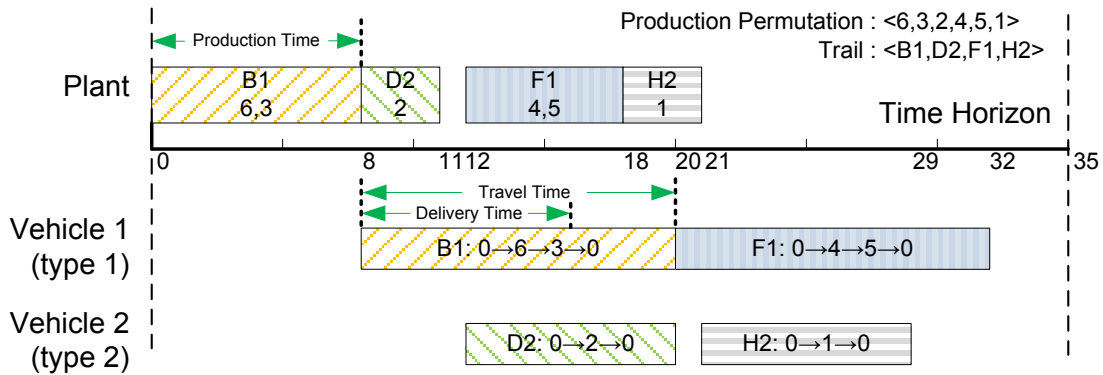 Production Permutation : <6,3,2,4,5,1>
Trail : <B1,D2,F1,H2>
Production Time
Plant
B1
6,3
D2
2
F1
4,5
H2
1
Time Horizon
0 8 11 12 18 20 21 29 32 35
Travel Time
Delivery Time
Vehicle 1
(type 1)
B1: 0→6→3→0
F1: 0→4→5→0
Vehicle 2
(type 2)
D2: 0→2→0
H2: 0→1→0